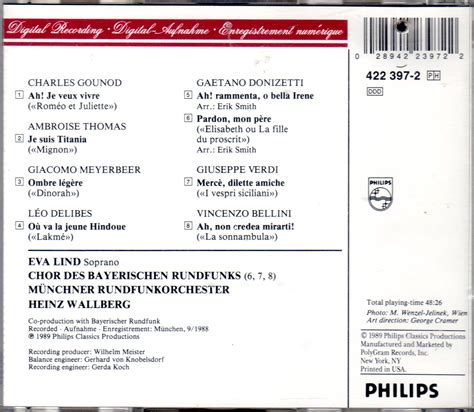 Digital Recording · Digital-Aufnahme · Enregistrement numérique
CHARLES GOUNOD
1 Ah! Je veux vivre
(«Roméo et Juliette»)
AMBROISE THOMAS
2 Je suis Titania
(«Mignon»)
GIACOMO MEYERBEER
3 Ombre légère
(«Dinorah»)
LÉO DELIBES
4 Où va la jeune Hindoue
(«Lakmé»)
GAETANO DONIZETTI
5 Ah! rammenta, o bella Irene
Arr.: Erik Smith
6 Pardon, mon père
(«Elisabeth ou La fille
du proscrit»)
Arr.: Erik Smith
GIUSEPPE VERDI
7 Mercè, dilette amiche
(«I vespri siciliani»)
VINCENZO BELLINI
8 Ah, non credea mirarti!
(«La sonnambula»)
EVA LIND Soprano
CHOR DES BAYERISCHEN RUNDFUNKS (6, 7, 8)
MÜNCHNER RUNDFUNKORCHESTER
HEINZ WALLBERG
Co-production with Bayerischer Rundfunk
Recorded · Aufnahme · Enregistrement: München, 9/1988
℗ 1989 Philips Classics Productions
Recording producer: Wilhelm Meister
Balance engineer: Gerhard von Knobelsdorf
Recording engineer: Gerda Koch
0 28942 23972 2
422 397-2 PH
DDD
PHILIPS
Total playing-time 48:26
Photo: M. Wenzel-Jelinek, Wien
Art direction: George Cramer
© 1989 Philips Classics Productions
Manufactured and Marketed by
PolyGram Records, Inc.
New York, NY
Printed in England
PHILIPS